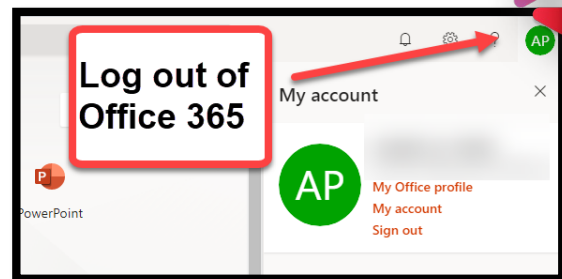 ? AP
Log out of
Office 365
My account
AP
My Office profile
My account
Sign out
P
PowerPoint